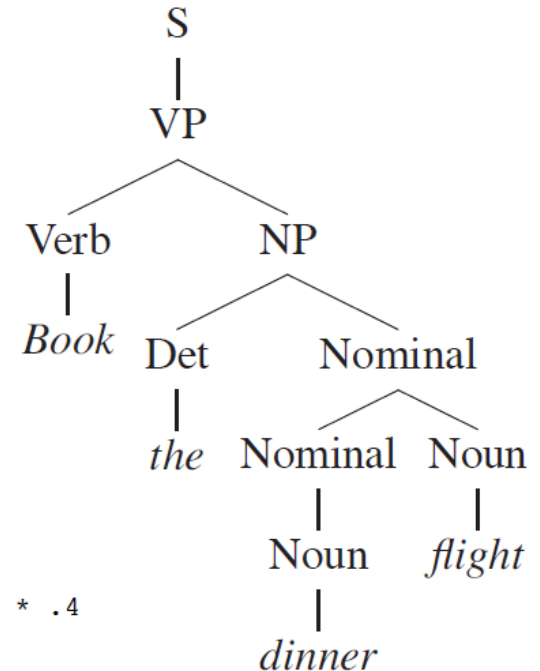 S
VP
Verb NP
Book Det Nominal
the Nominal Noun
Noun flight
* .4
dinner